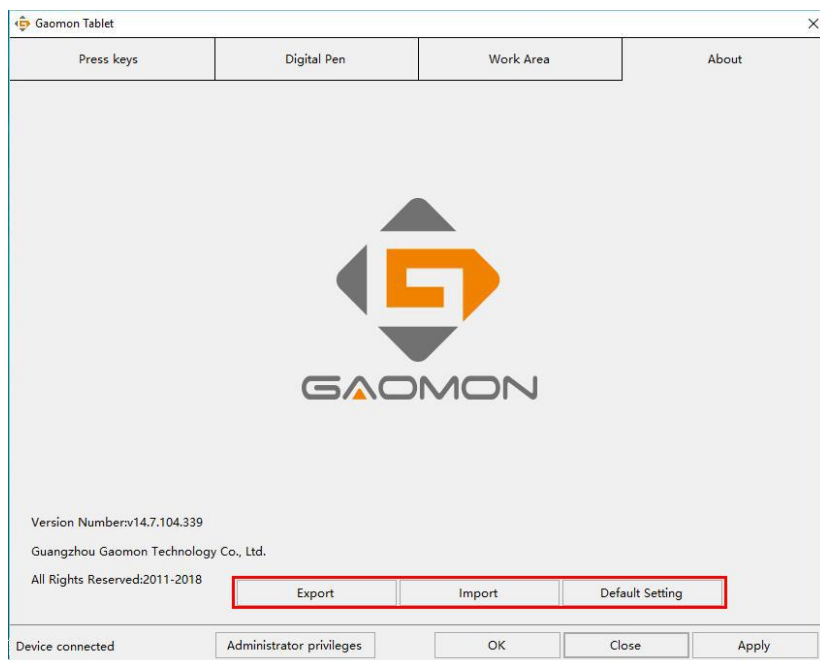 Gaomon Tablet
Press keys Digital Pen Work Area About
GAOMON
Version Number:v14.7.104.339
Guangzhou Gaomon Technology Co., Ltd.
All Rights Reserved:2011-2018
Export Import Default Setting
Device connected Administrator privileges OK Close Apply